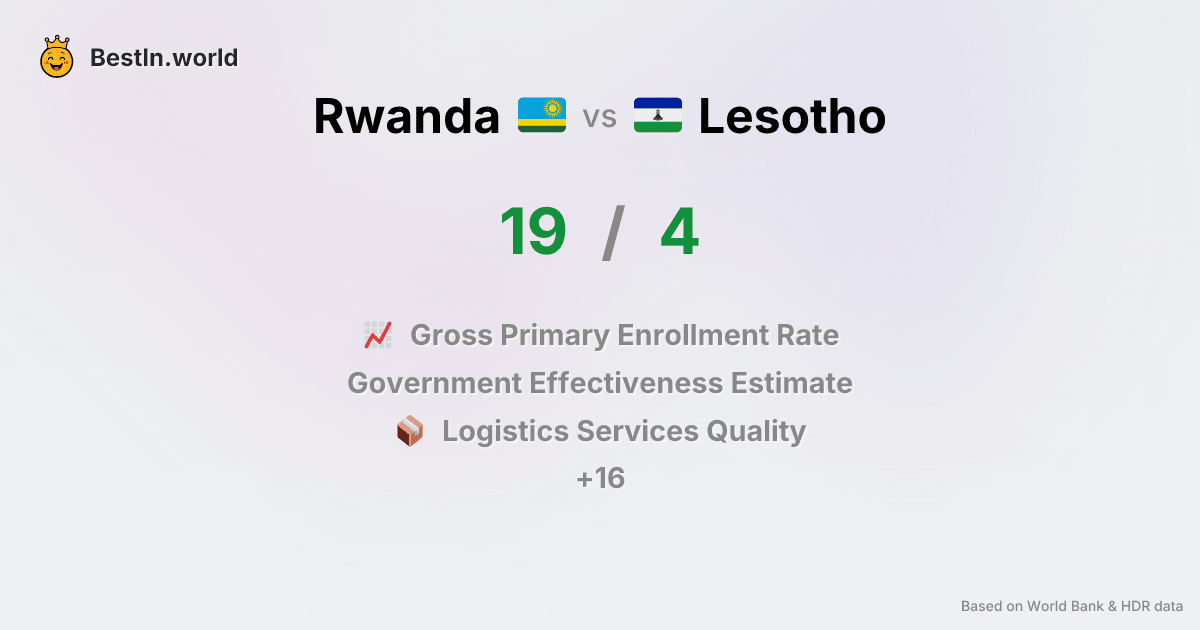 BestIn.world
Rwanda vs Lesotho
19 / 4
Gross Primary Enrollment Rate
Government Effectiveness Estimate
Logistics Services Quality
+16
Based on World Bank & HDR data